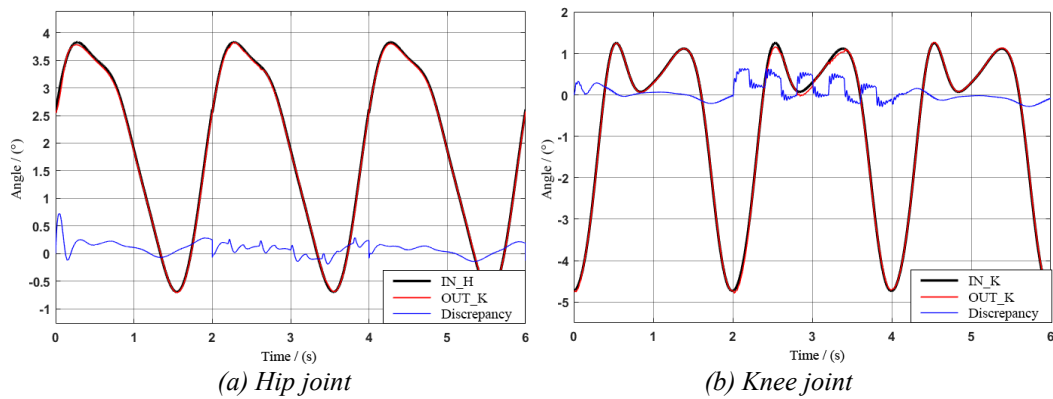 4
3.5
3.5
2.5
1.5
1
0.5
0
-0.5
-1
Angle / (°)
0
1
2
3
4
5
6
Time / (s)
IN_H
OUT_K
Discrepancy
(a) Hip joint
2
1
0
-1
-2
-3
-4
-5
Angle / (°)
0
1
2
3
4
5
6
Time / (s)
IN_K
OUT_K
Discrepancy
(b) Knee joint